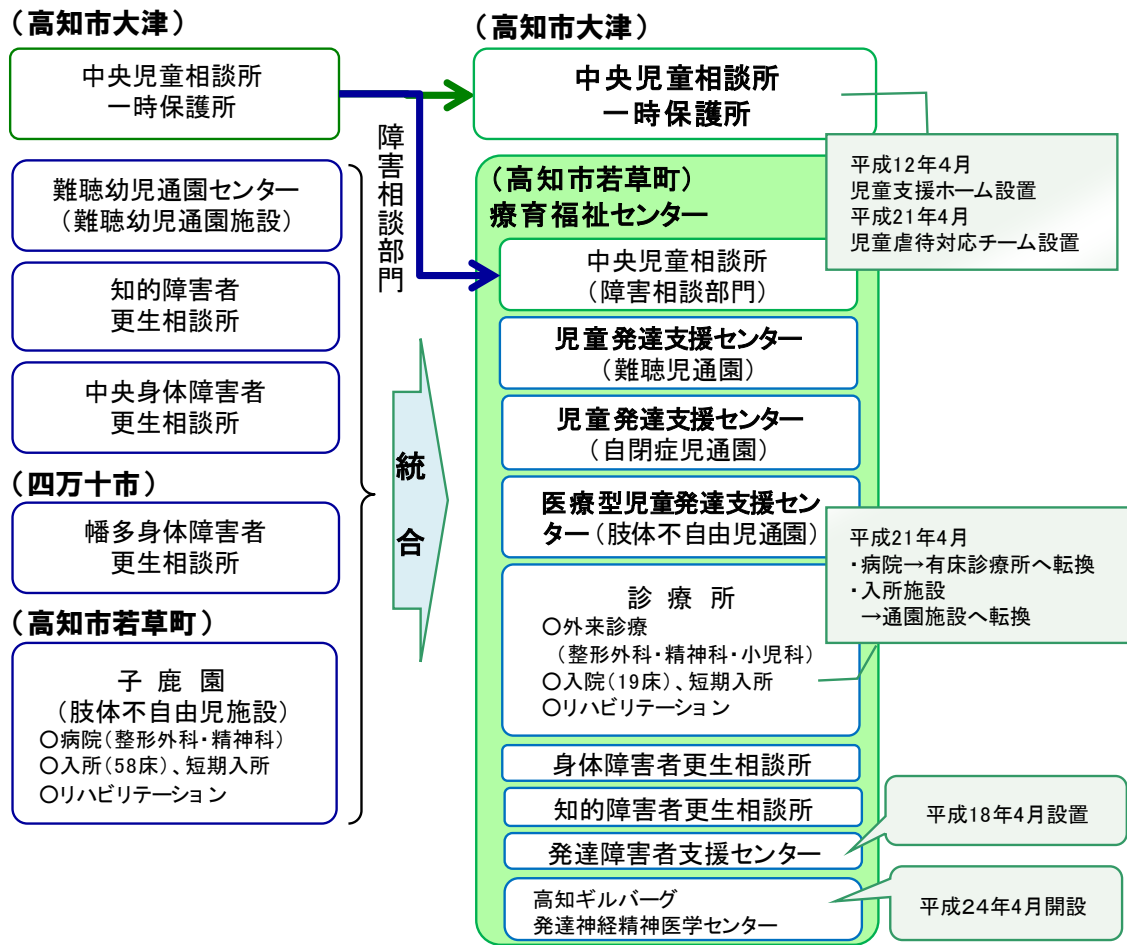 (高知市大津)
中央児童相談所
一時保護所
難聴幼児通園センター
(難聴幼児通園施設)
知的障害者
更生相談所
中央身体障害者
更生相談所
(四万十市)
幡多身体障害者
更生相談所
(高知市若草町)
子 鹿 園
(肢体不自由児施設)
○病院(整形外科・精神科)
○入所(58床)、短期入所
○リハビリテーション
障害相談部門
統合
(高知市大津)
中央児童相談所
一時保護所
(高知市若草町)
療育福祉センター
中央児童相談所
(障害相談部門)
児童発達支援センター
(難聴児通園)
児童発達支援センター
(自閉症児通園)
医療型児童発達支援セン
ター(肢体不自由児通園)
診 療 所
○外来診療
(整形外科・精神科・小児科)
○入院(19床)、短期入所
○リハビリテーション
身体障害者更生相談所
知的障害者更生相談所
発達障害者支援センター
高知ギルバーグ
発達神経精神医学センター
平成12年4月
児童支援ホーム設置
平成21年4月
児童虐待対応チーム設置
平成21年4月
・病院→有床診療所へ転換
・入所施設
→通園施設へ転換
平成18年4月設置
平成24年4月開設